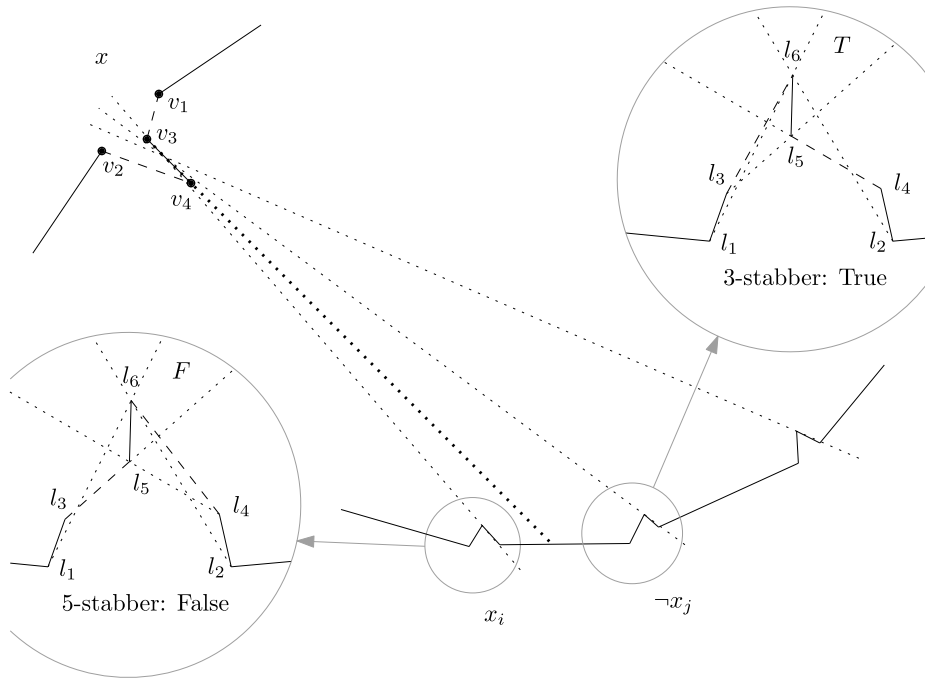 x
v1
v3
v2
v4
T
l6
l5
l3
l4
l1
l2
3-stabber: True
F
l6
l5
l3
l4
l1
l2
5-stabber: False
xi
¬xj